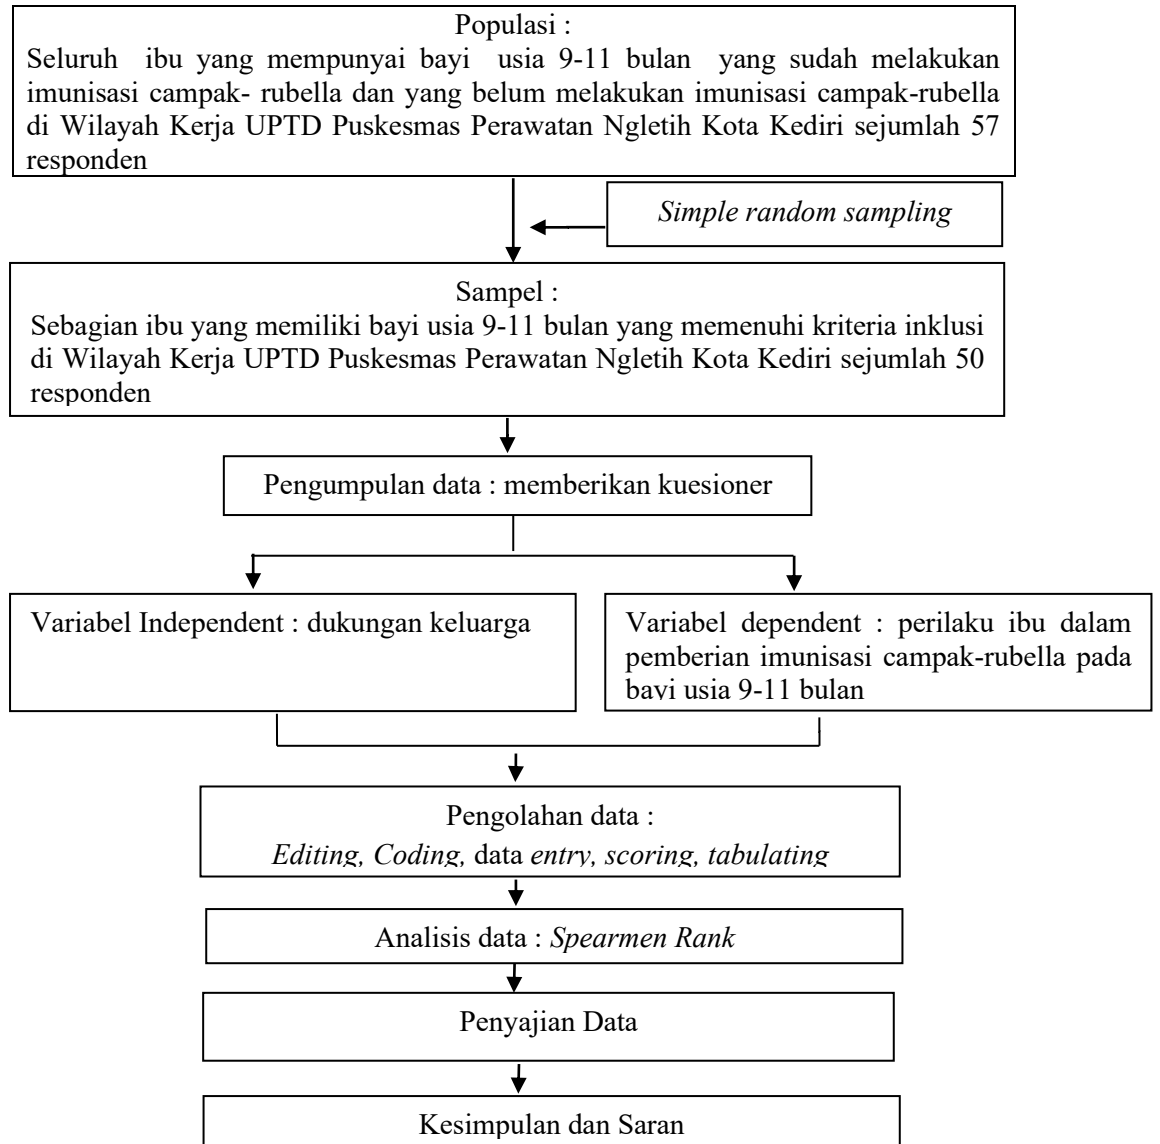 Populasi :
Seluruh ibu yang mempunyai bayi usia 9-11 bulan yang sudah melakukan
imunisasi campak- rubella dan yang belum melakukan imunisasi campak-rubella
di Wilayah Kerja UPTD Puskesmas Perawatan Ngletih Kota Kediri sejumlah 57
responden
Simple random sampling
Sampel :
Sebagian ibu yang memiliki bayi usia 9-11 bulan yang memenuhi kriteria inklusi
di Wilayah Kerja UPTD Puskesmas Perawatan Ngletih Kota Kediri sejumlah 50
responden
Pengumpulan data : memberikan kuesioner
Variabel Independent : dukungan keluarga
Variabel dependent : perilaku ibu dalam
pemberian imunisasi campak-rubella pada
bayi usia 9-11 bulan
Pengolahan data :
Editing, Coding, data entry, scoring, tabulating
Analisis data : Spearmen Rank
Penyajian Data
Kesimpulan dan Saran